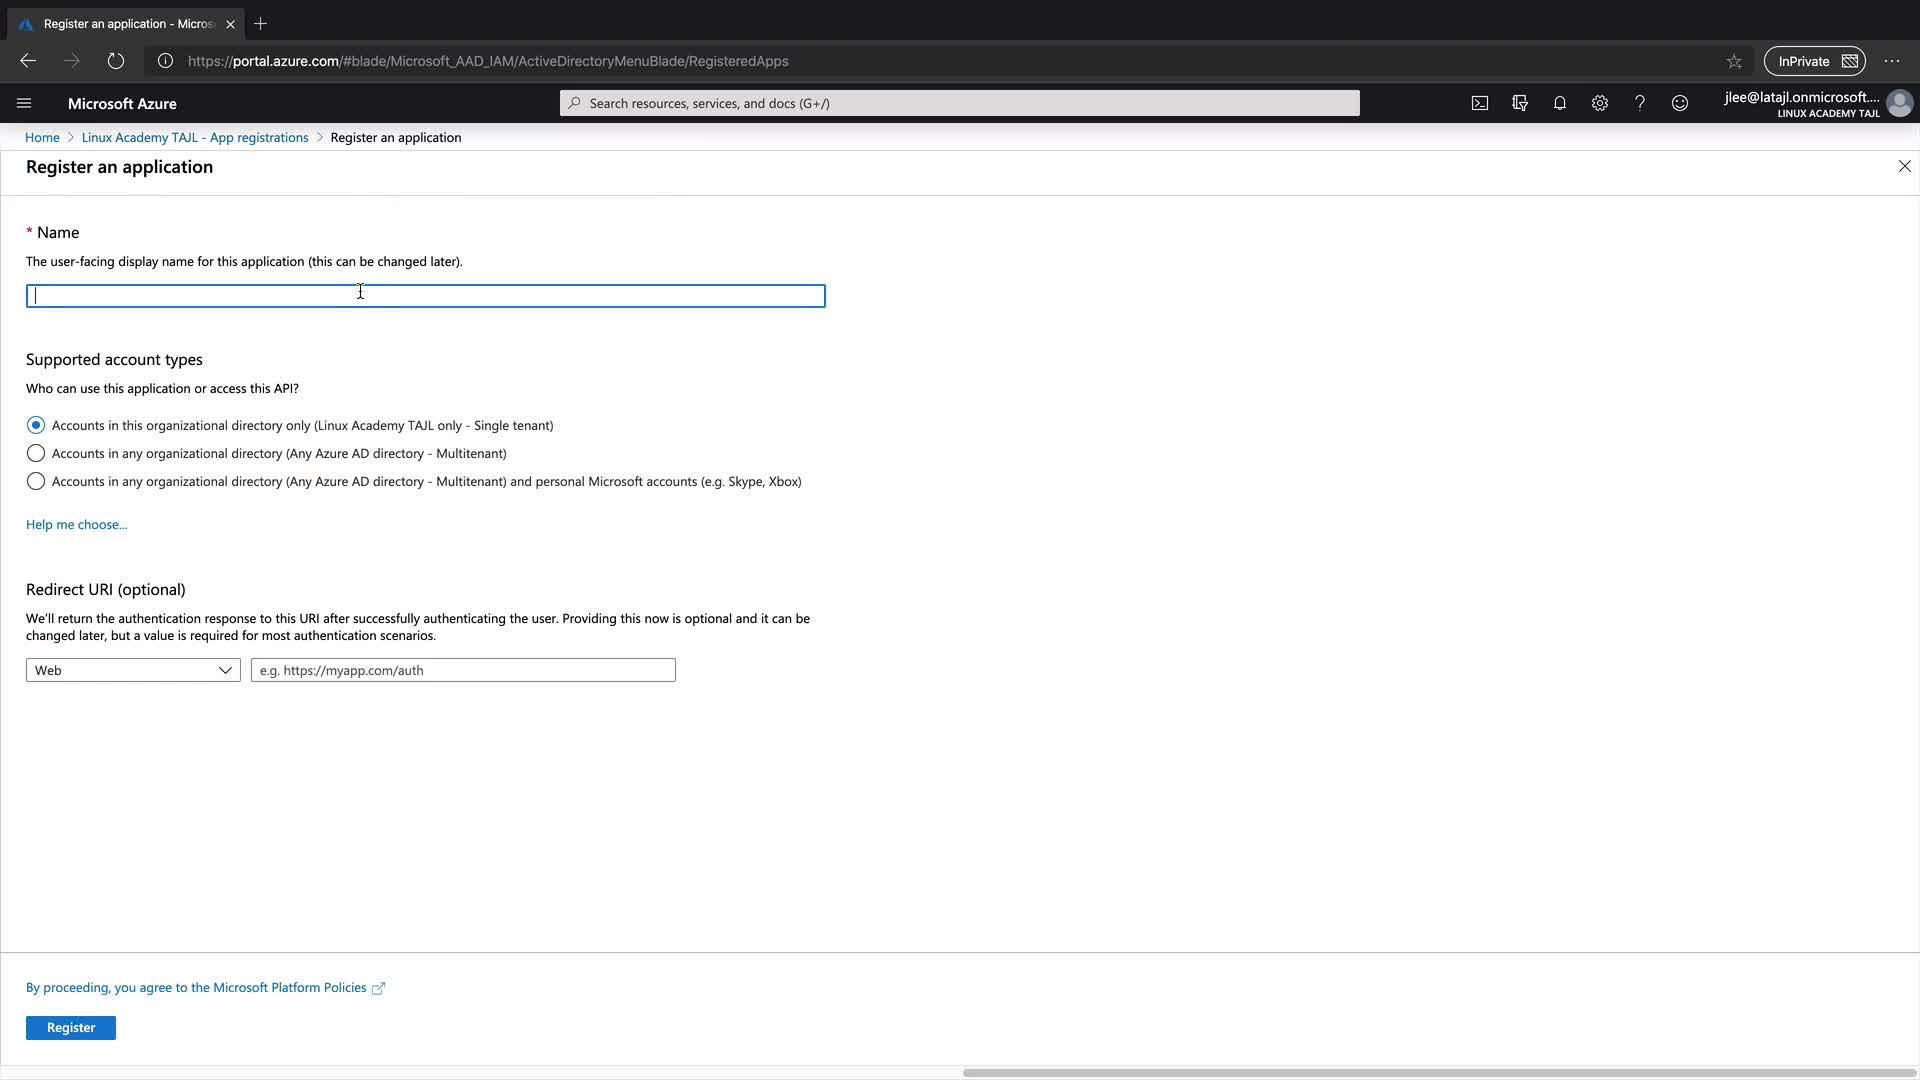 Register an application - Micros
https://portal.azure.com/#blade/Microsoft_AAD_IAM/ActiveDirectoryMenuBlade/RegisteredApps
InPrivate
Microsoft Azure
Search resources, services, and docs (G+/)
jlee@latajl.onmicrosoft....
LINUX ACADEMY TAJL
Home > Linux Academy TAJL - App registrations > Register an application
Register an application
* Name
The user-facing display name for this application (this can be changed later).
Supported account types
Who can use this application or access this API?
Accounts in this organizational directory only (Linux Academy TAJL only - Single tenant)
Accounts in any organizational directory (Any Azure AD directory - Multitenant)
Accounts in any organizational directory (Any Azure AD directory - Multitenant) and personal Microsoft accounts (e.g. Skype, Xbox)
Help me choose...
Redirect URI (optional)
We'll return the authentication response to this URI after successfully authenticating the user. Providing this now is optional and it can be
changed later, but a value is required for most authentication scenarios.
Web
e.g. https://myapp.com/auth
By proceeding, you agree to the Microsoft Platform Policies
Register